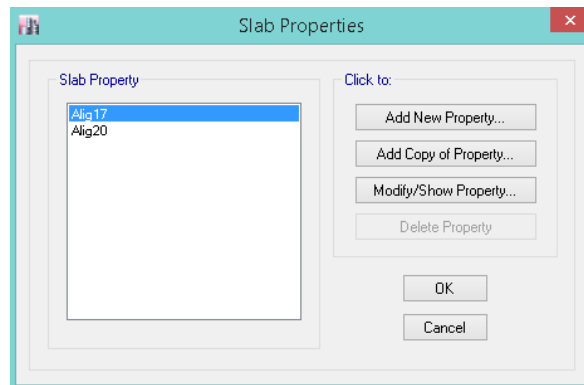 Slab Properties
Slab Property
Alig17
Alig20
Click to:
Add New Property...
Add Copy of Property...
Modify/Show Property...
Delete Property
OK
Cancel